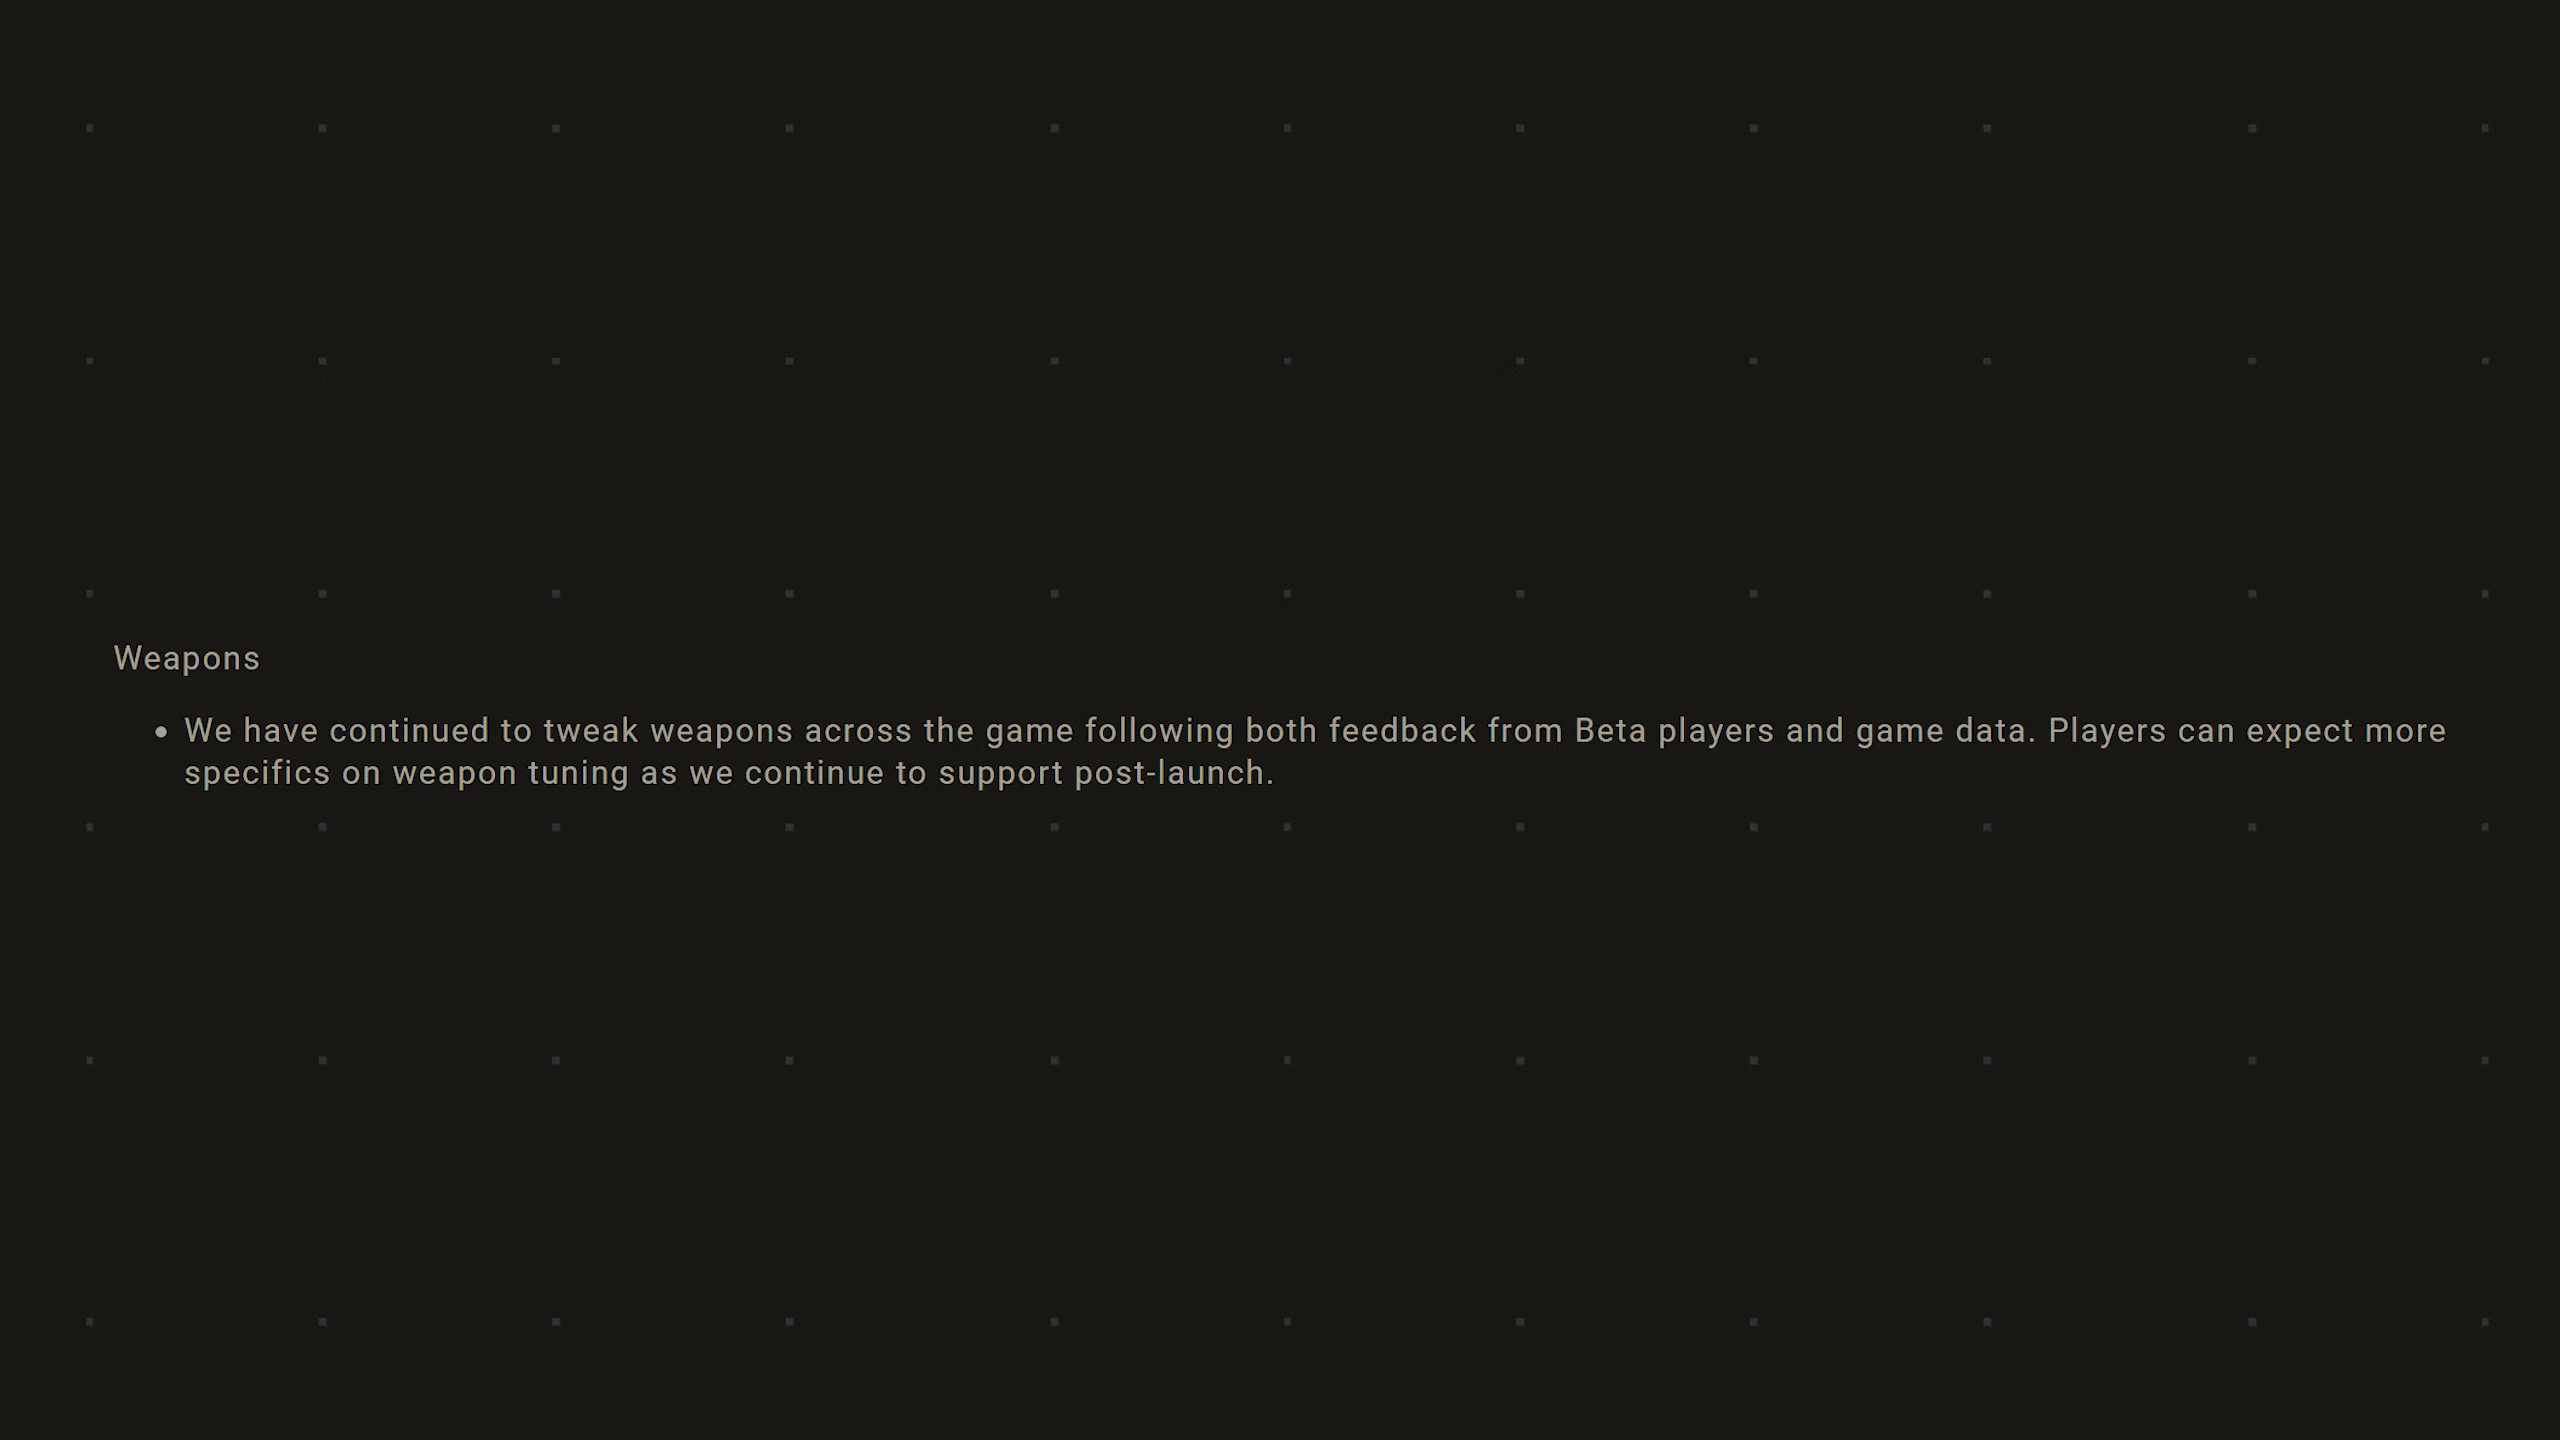 Weapons
• We have continued to tweak weapons across the game following both feedback from Beta players and game data. Players can expect more
specifics on weapon tuning as we continue to support post-launch.